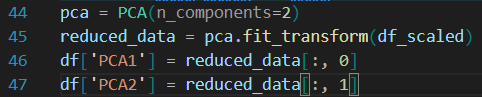 44 pca = PCA(n_components=2)
45 reduced_data = pca.fit_transform(df_scaled)
46 df['PCA1'] = reduced_data[:, 0]
47 df['PCA2'] = reduced_data[:, 1]